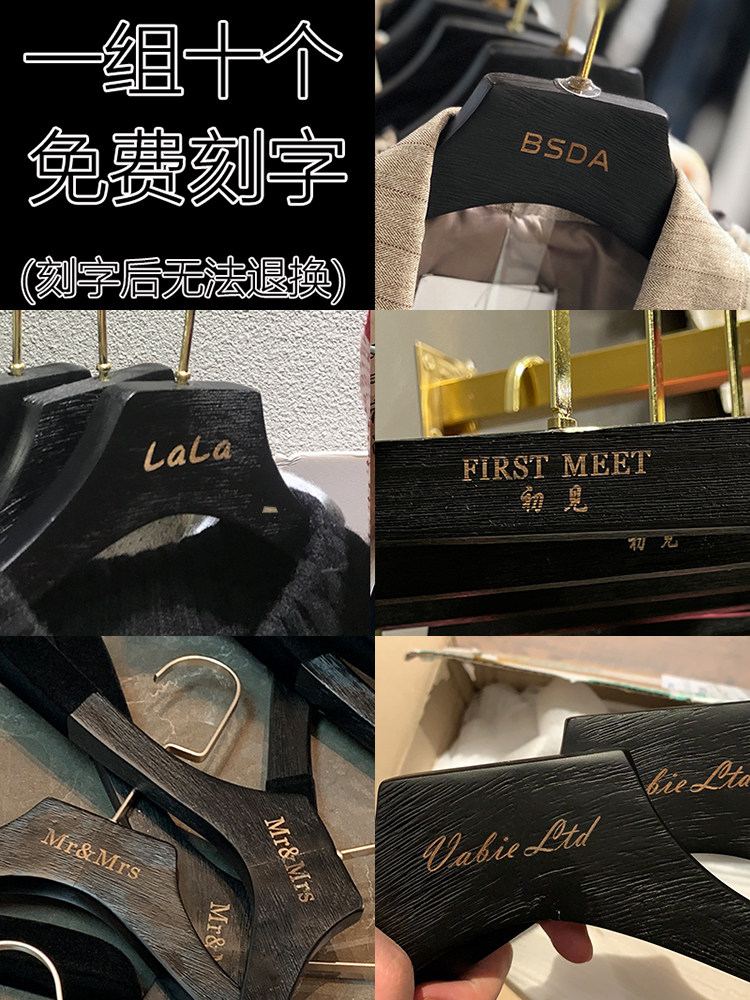 一组十个
免费刻字
(刻字后无法退换)
BSDA
LaLa
FIRST MEET
初见
初见
Mr&Mrs
Mr&Mrs
Mr&
Vabie Ltd
bie Ltd